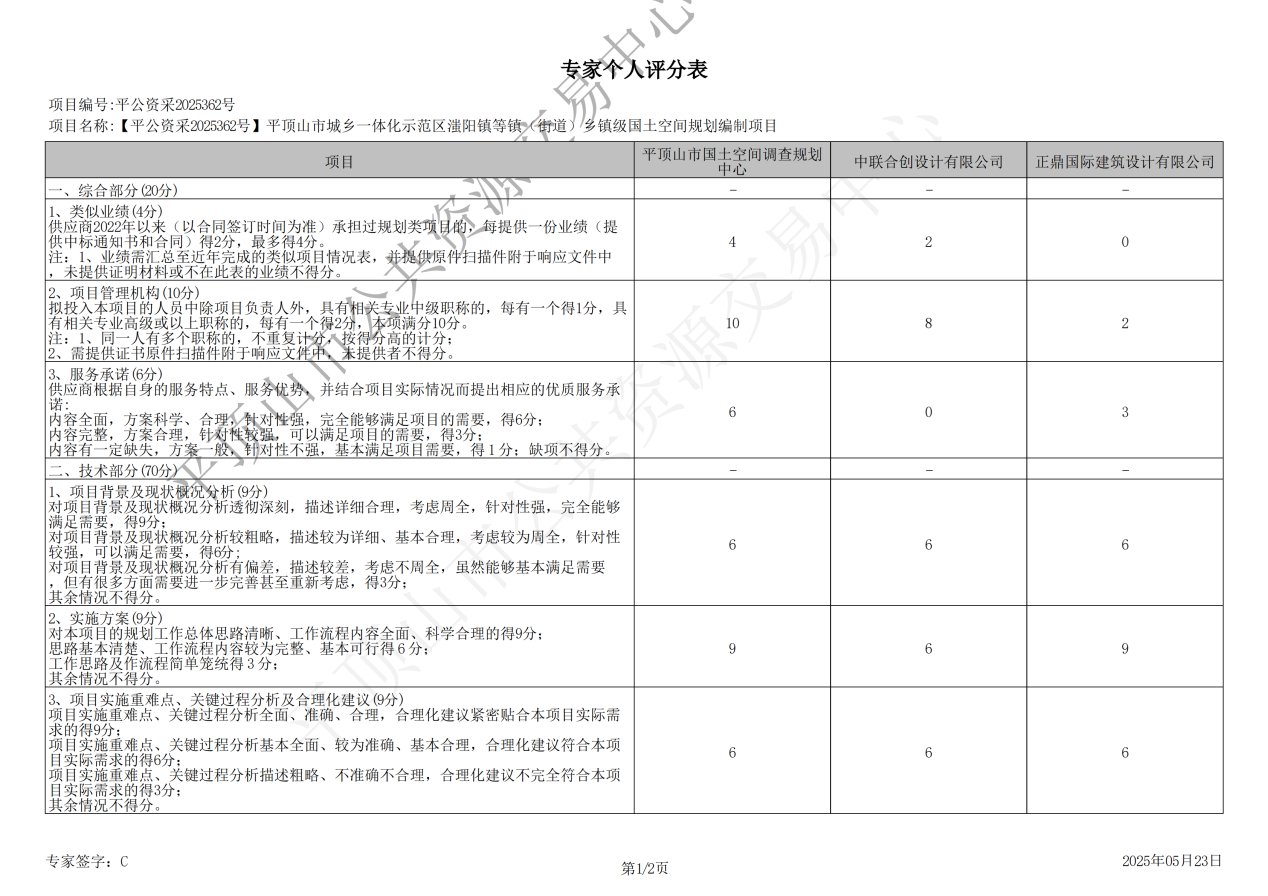 专家个人评分表
项目编号:平公资采2025362号
项目名称:【平公资采2025362号】平顶山市城乡一体化示范区滍阳镇等镇（街道）乡镇级国土空间规划编制项目
项目
平顶山市国土空间调查规划
中心
中联合创设计有限公司
正鼎国际建筑设计有限公司
一、综合部分(20分)
-
-
-
1、类似业绩(4分)
供应商2022年以来（以合同签订时间为准）承担过规划类项目的，每提供一份业绩（提
供中标通知书和合同）得2分，最多得4分。
注：1、业绩需汇总至近年完成的类似项目情况表，并提供原件扫描件附于响应文件中
，未提供证明材料或不在此表的业绩不得分。
4
2
0
2、项目管理机构(10分)
拟投入本项目的人员中除项目负责人外，具有相关专业中级职称的，每有一个得1分，具
有相关专业高级或以上职称的，每有一个得2分，本项满分10分。
注：1、同一人有多个职称的，不重复计分，按得分高的计分；
2、需提供证书原件扫描件附于响应文件中，未提供者不得分。
10
8
2
3、服务承诺(6分)
供应商根据自身的服务特点、服务优势，并结合项目实际情况而提出相应的优质服务承
诺:
内容全面，方案科学、合理，针对性强，完全能够满足项目的需要，得6分；
内容完整，方案合理，针对性较强，可以满足项目的需要，得3分；
内容有一定缺失，方案一般，针对性不强，基本满足项目需要，得 1 分；缺项不得分。
6
0
3
二、技术部分(70分)
-
-
-
1、项目背景及现状概况分析(9分)
对项目背景及现状概况分析透彻深刻，描述详细合理，考虑周全，针对性强，完全能够
满足需要，得9分；
对项目背景及现状概况分析较粗略，描述较为详细、基本合理，考虑较为周全，针对性
较强，可以满足需要，得6分；
对项目背景及现状概况分析有偏差，描述较差，考虑不周全，虽然能够基本满足需要
，但有很多方面需要进一步完善甚至重新考虑，得3分；
其余情况不得分。
6
6
6
2、实施方案(9分)
对本项目的规划工作总体思路清晰、工作流程内容全面、科学合理的得9分；
思路基本清楚、工作流程内容较为完整、基本可行得 6 分；
工作思路及作流程简单笼统得 3 分；
其余情况不得分。
9
6
9
3、项目实施重难点、关键过程分析及合理化建议(9分)
项目实施重难点、关键过程分析全面、准确、合理，合理化建议紧密贴合本项目实际需
求的得9分；
项目实施重难点、关键过程分析基本全面、较为准确、基本合理，合理化建议符合本项
目实际需求的得6分；
项目实施重难点、关键过程分析描述粗略、不准确不合理，合理化建议不完全符合本项
目实际需求的得3分；
其余情况不得分。
6
6
6
平顶山市公共资源交易中心
平顶山市公共资源交易中心
专家签字：C
第1/2页
2025年05月23日